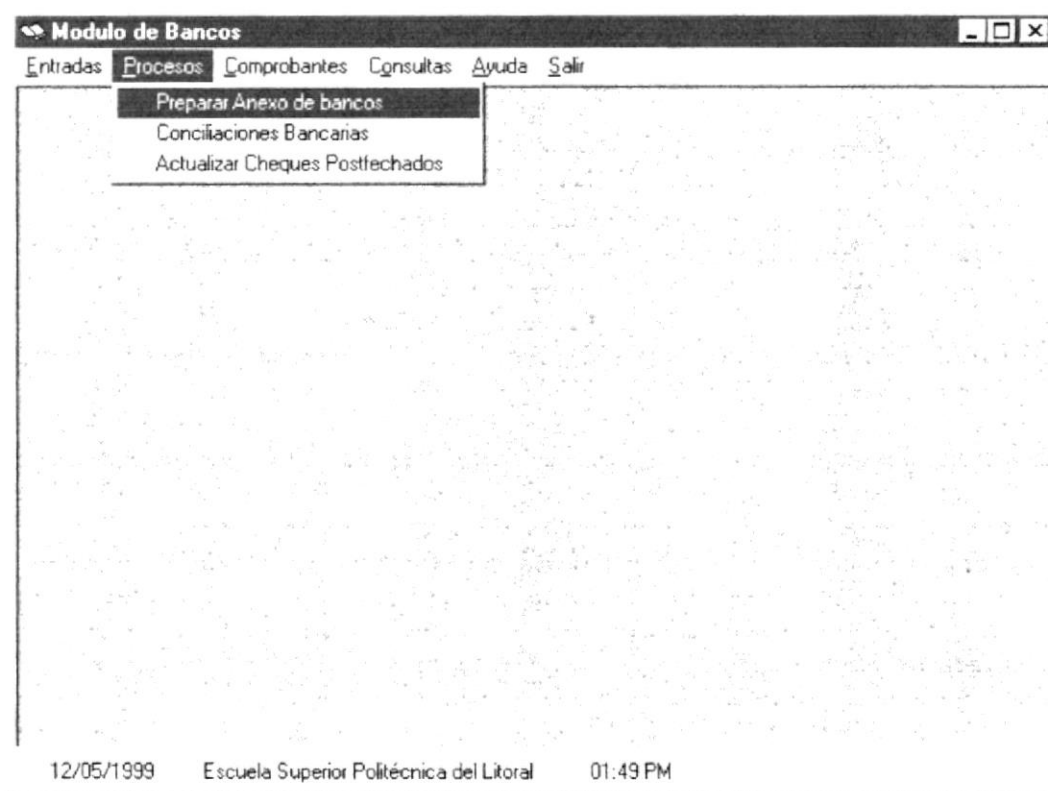 Modulo de Bancos
Entradas Procesos Comprobantes Consultas Ayuda Salir
Preparar Anexo de bancos
Conciliaciones Bancarias
Actualizar Cheques Postfechados
12/05/1999 Escuela Superior Politécnica del Litoral 01:49 PM